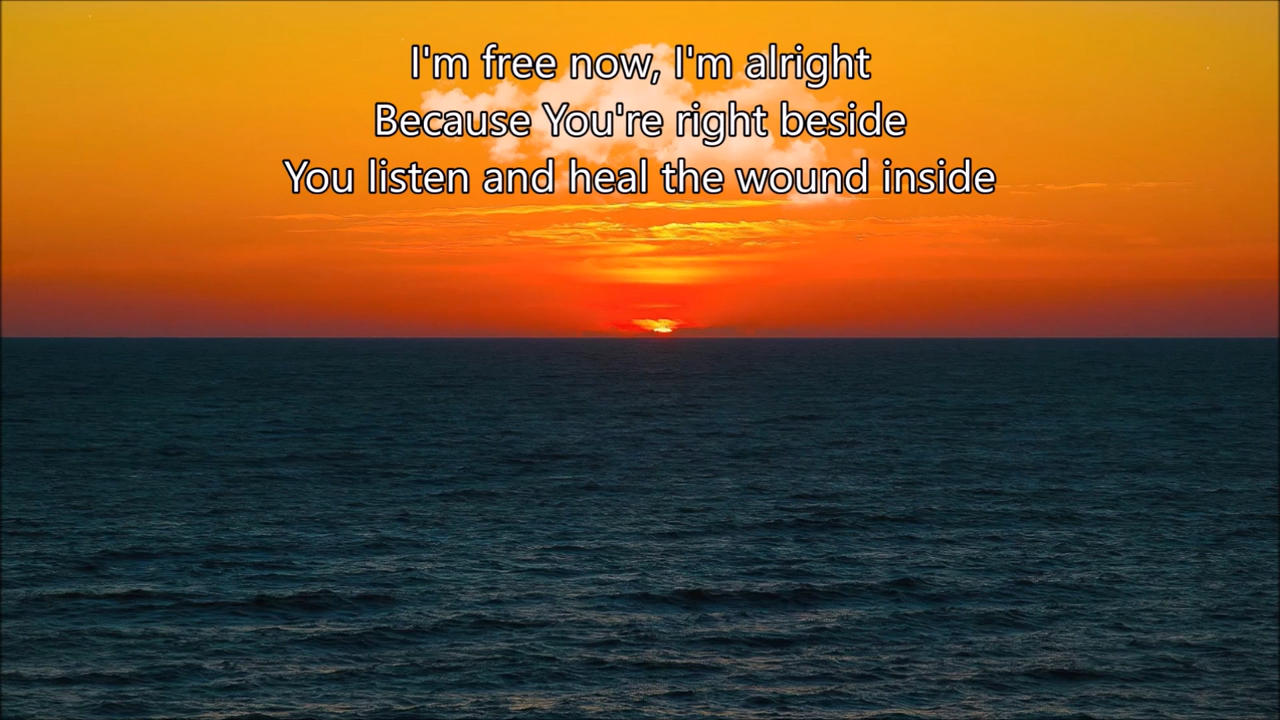 I'm free now, I'm alright
Because You're right beside
You listen and heal the wound inside